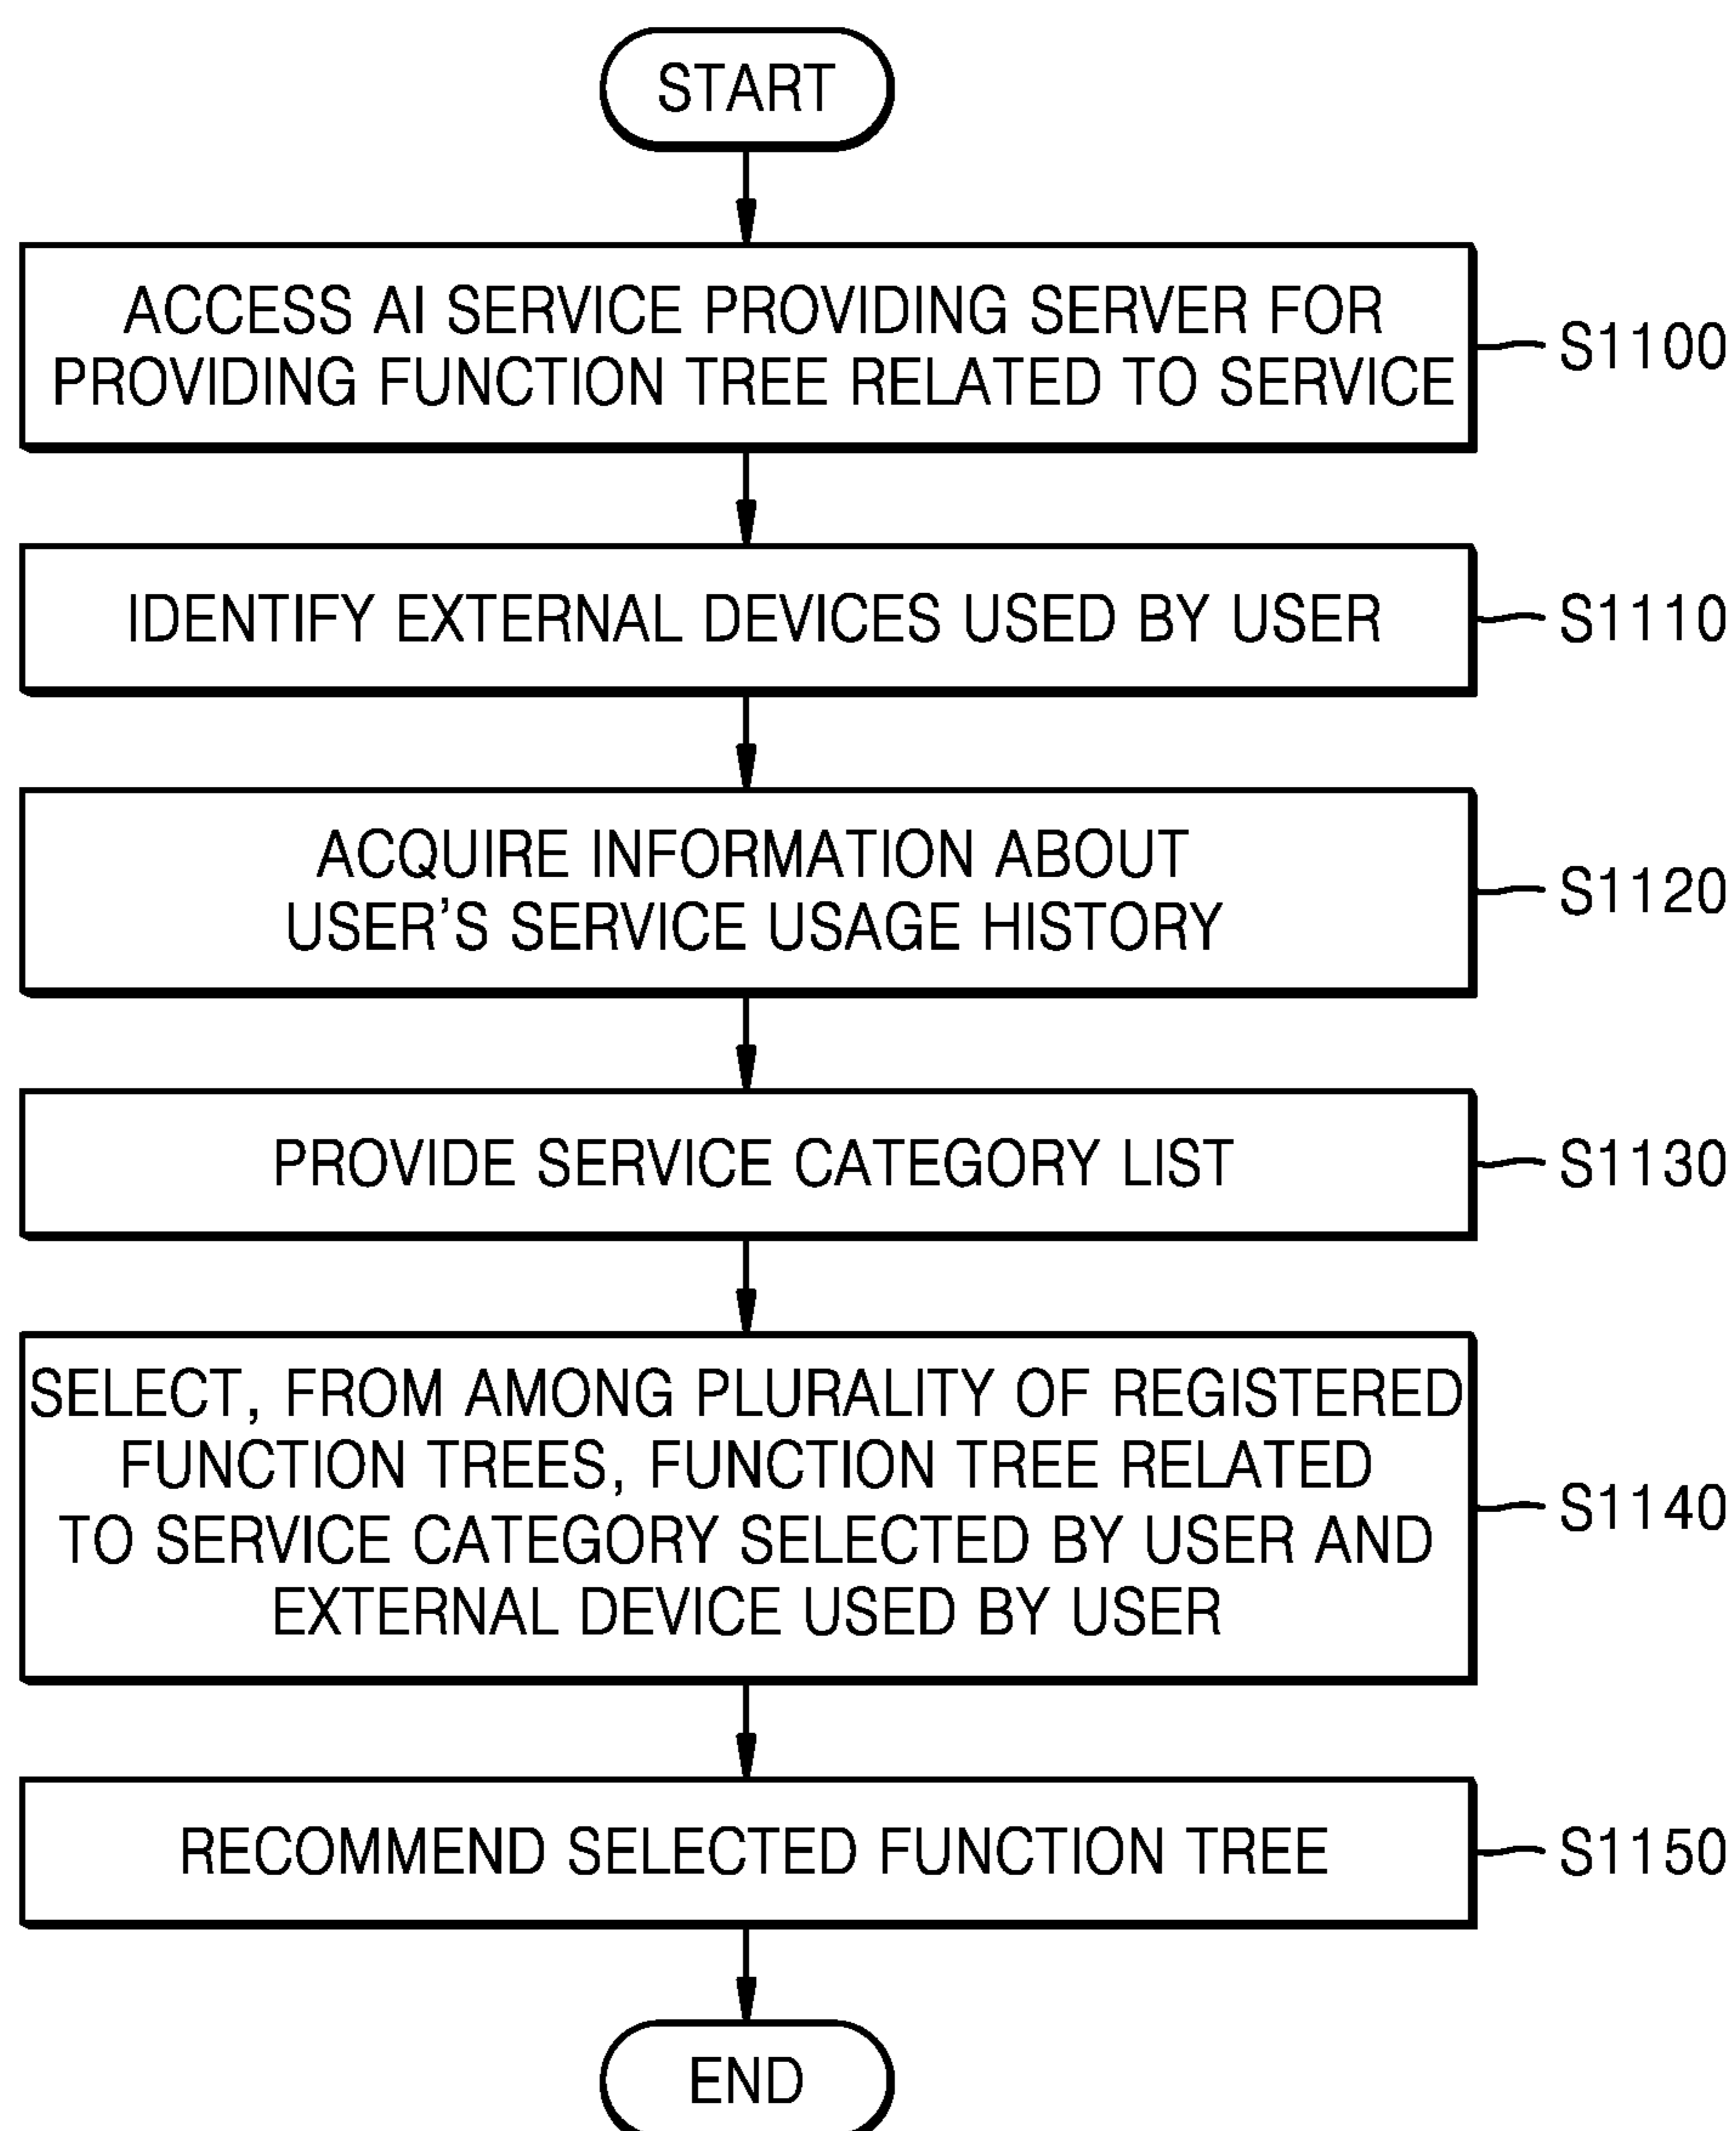 START
ACCESS AI SERVICE PROVIDING SERVER FOR
PROVIDING FUNCTION TREE RELATED TO SERVICE
S1100
IDENTIFY EXTERNAL DEVICES USED BY USER
S1110
ACQUIRE INFORMATION ABOUT
USER'S SERVICE USAGE HISTORY
S1120
PROVIDE SERVICE CATEGORY LIST
S1130
SELECT, FROM AMONG PLURALITY OF REGISTERED
FUNCTION TREES, FUNCTION TREE RELATED
TO SERVICE CATEGORY SELECTED BY USER AND
EXTERNAL DEVICE USED BY USER
S1140
RECOMMEND SELECTED FUNCTION TREE
S1150
END